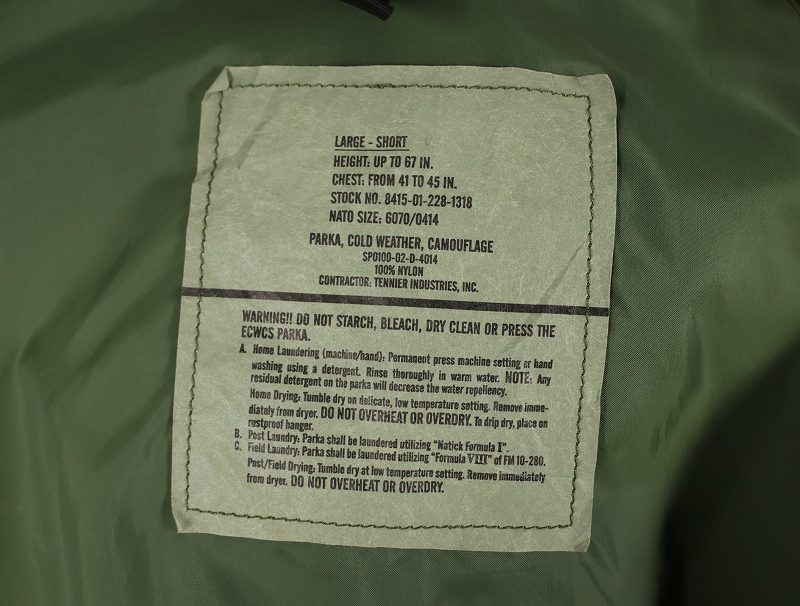 LARGE - SHORT
HEIGHT: UP TO 67 IN.
CHEST: FROM 41 TO 45 IN.
STOCK NO. 8415-01-228-1318
NATO SIZE: 6070/0414
PARKA, COLD WEATHER, CAMOUFLAGE
SPO100-02-D-4014
100% NYLON
CONTRACTOR: TENNIER INDUSTRIES, INC.
WARNING!! DO NOT STARCH, BLEACH, DRY CLEAN OR PRESS THE
ECWCS PARKA.
A. Home Laundering (machine/hand): Permanent press machine setting or hand
washing using a detergent. Rinse thoroughly in warm water. NOTE: Any
residual detergent on the parka will decrease the water repellency.
Home Drying: Tumble dry on delicate, low temperature setting. Remove imme-
diately from dryer. DO NOT OVERHEAT OR OVERDRY. To drip dry, place on
rustproof hanger.
B. Post Laundry: Parka shall be laundered utilizing "Natick Formula I".
C. Field Laundry: Parka shall be laundered utilizing "Formula VIII" of FM 10-280.
Post/Field Drying: Tumble dry at low temperature setting. Remove immediately
from dryer. DO NOT OVERHEAT OR OVERDRY.